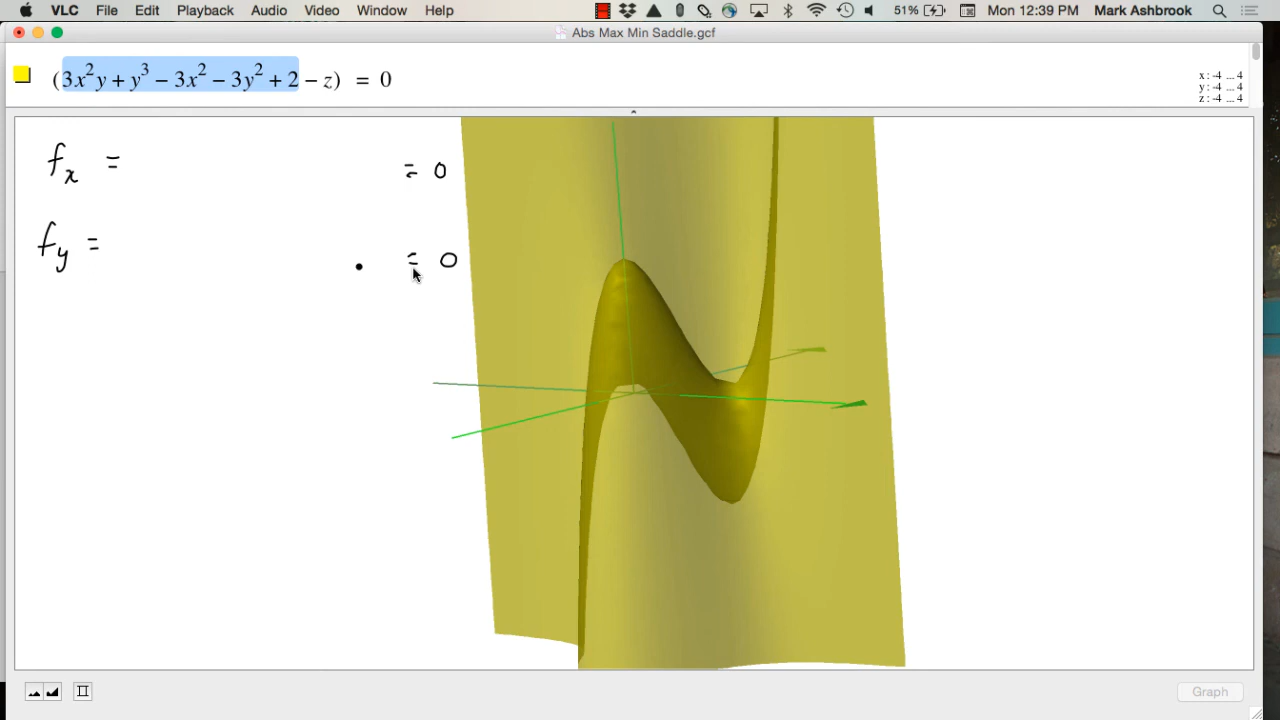 VLC File Edit Playback Audio Video Window Help 51% Mon 12:39 PM Mark Ashbrook
Abs Max Min Saddle.gcf
(3x²y + y³ − 3x² − 3y² + 2 − z) = 0
x: -4 ... 4
y: -4 ... 4
z: -4 ... 4
fₓ = = 0
f_y = . = 0
Graph